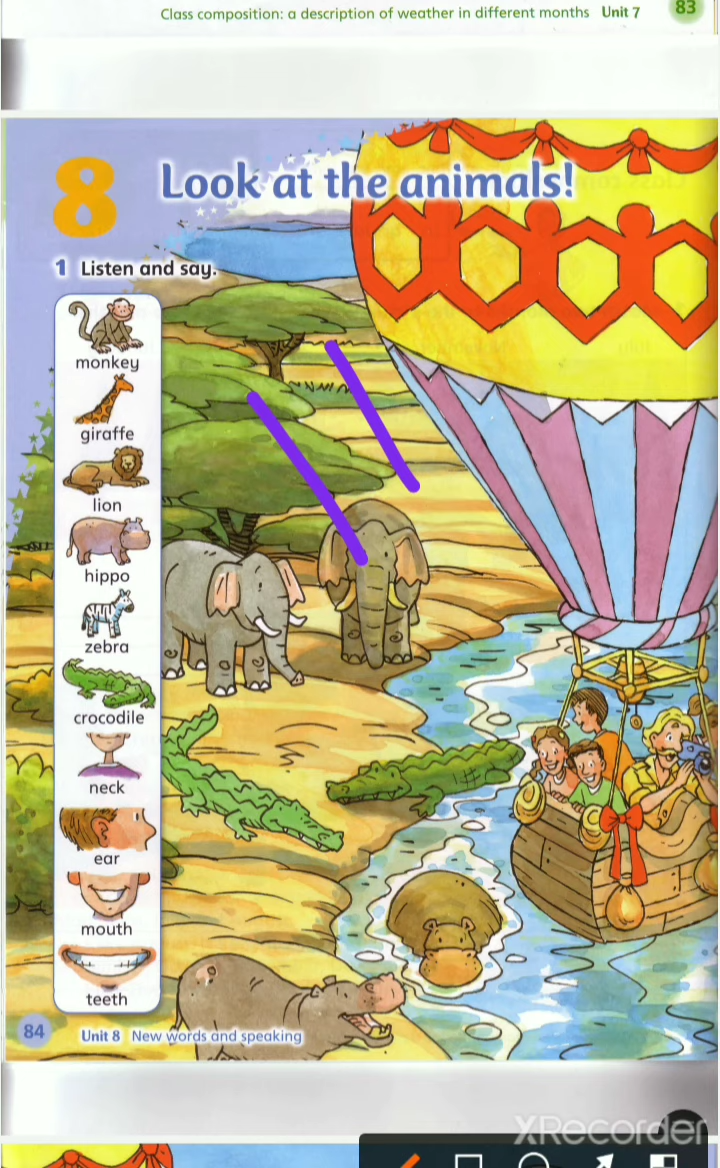 Class composition: a description of weather in different months Unit 7
83
8
Look at the animals!
1 Listen and say.
monkey
giraffe
lion
hippo
zebra
crocodile
neck
ear
mouth
teeth
84
Unit 8 New words and speaking
XRecorder